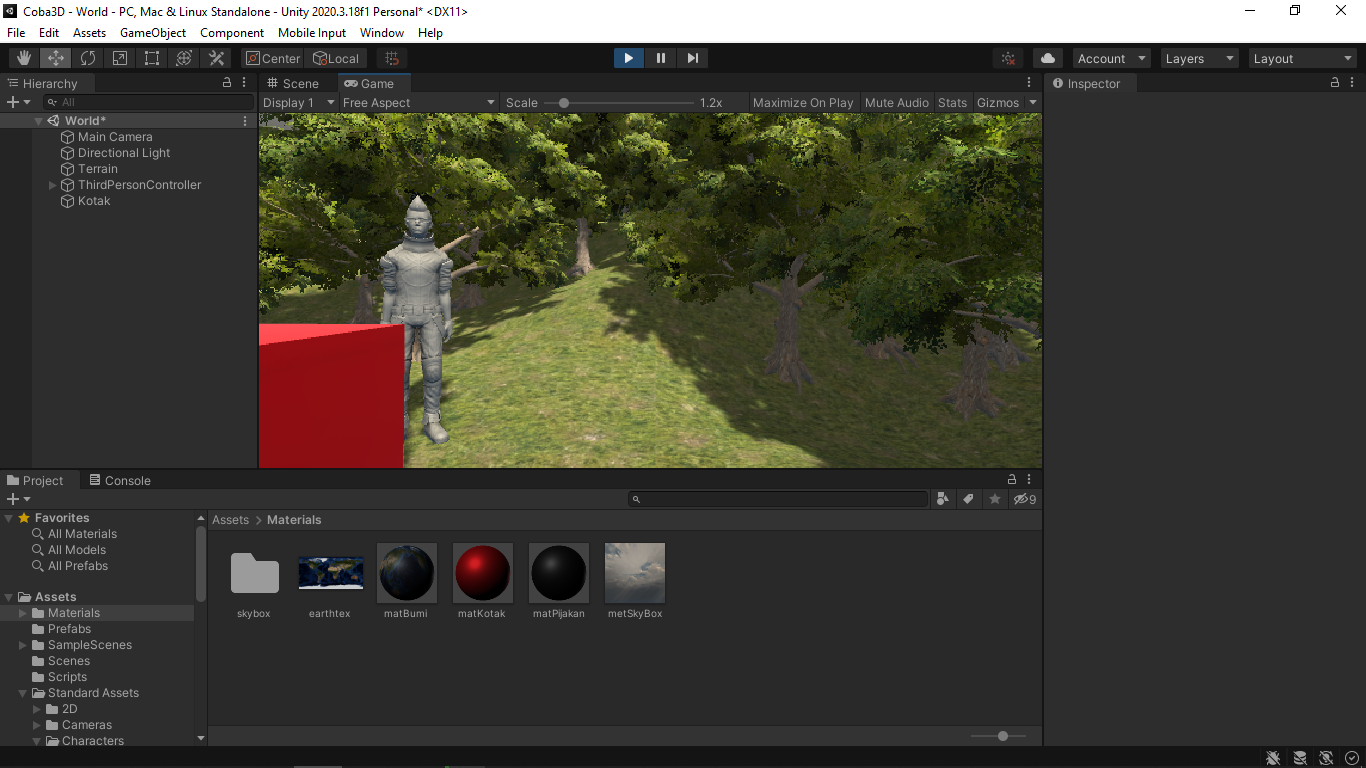 Coba3D - World - PC, Mac & Linux Standalone - Unity 2020.3.18f1 Personal* <DX11>
File Edit Assets GameObject Component Mobile Input Window Help
Center Local Account Layers Layout
Hierarchy
All
World*
Main Camera
Directional Light
Terrain
ThirdPersonController
Kotak
Scene Game
Display 1 Free Aspect Scale 1.2x Maximize On Play Mute Audio Stats Gizmos
Inspector
Project Console
9
Favorites
All Materials
All Models
All Prefabs
Assets
Materials
Prefabs
SampleScenes
Scenes
Scripts
Standard Assets
2D
Cameras
Characters
Assets > Materials
skybox earthtex matBumi matKotak matPijakan metSkyBox